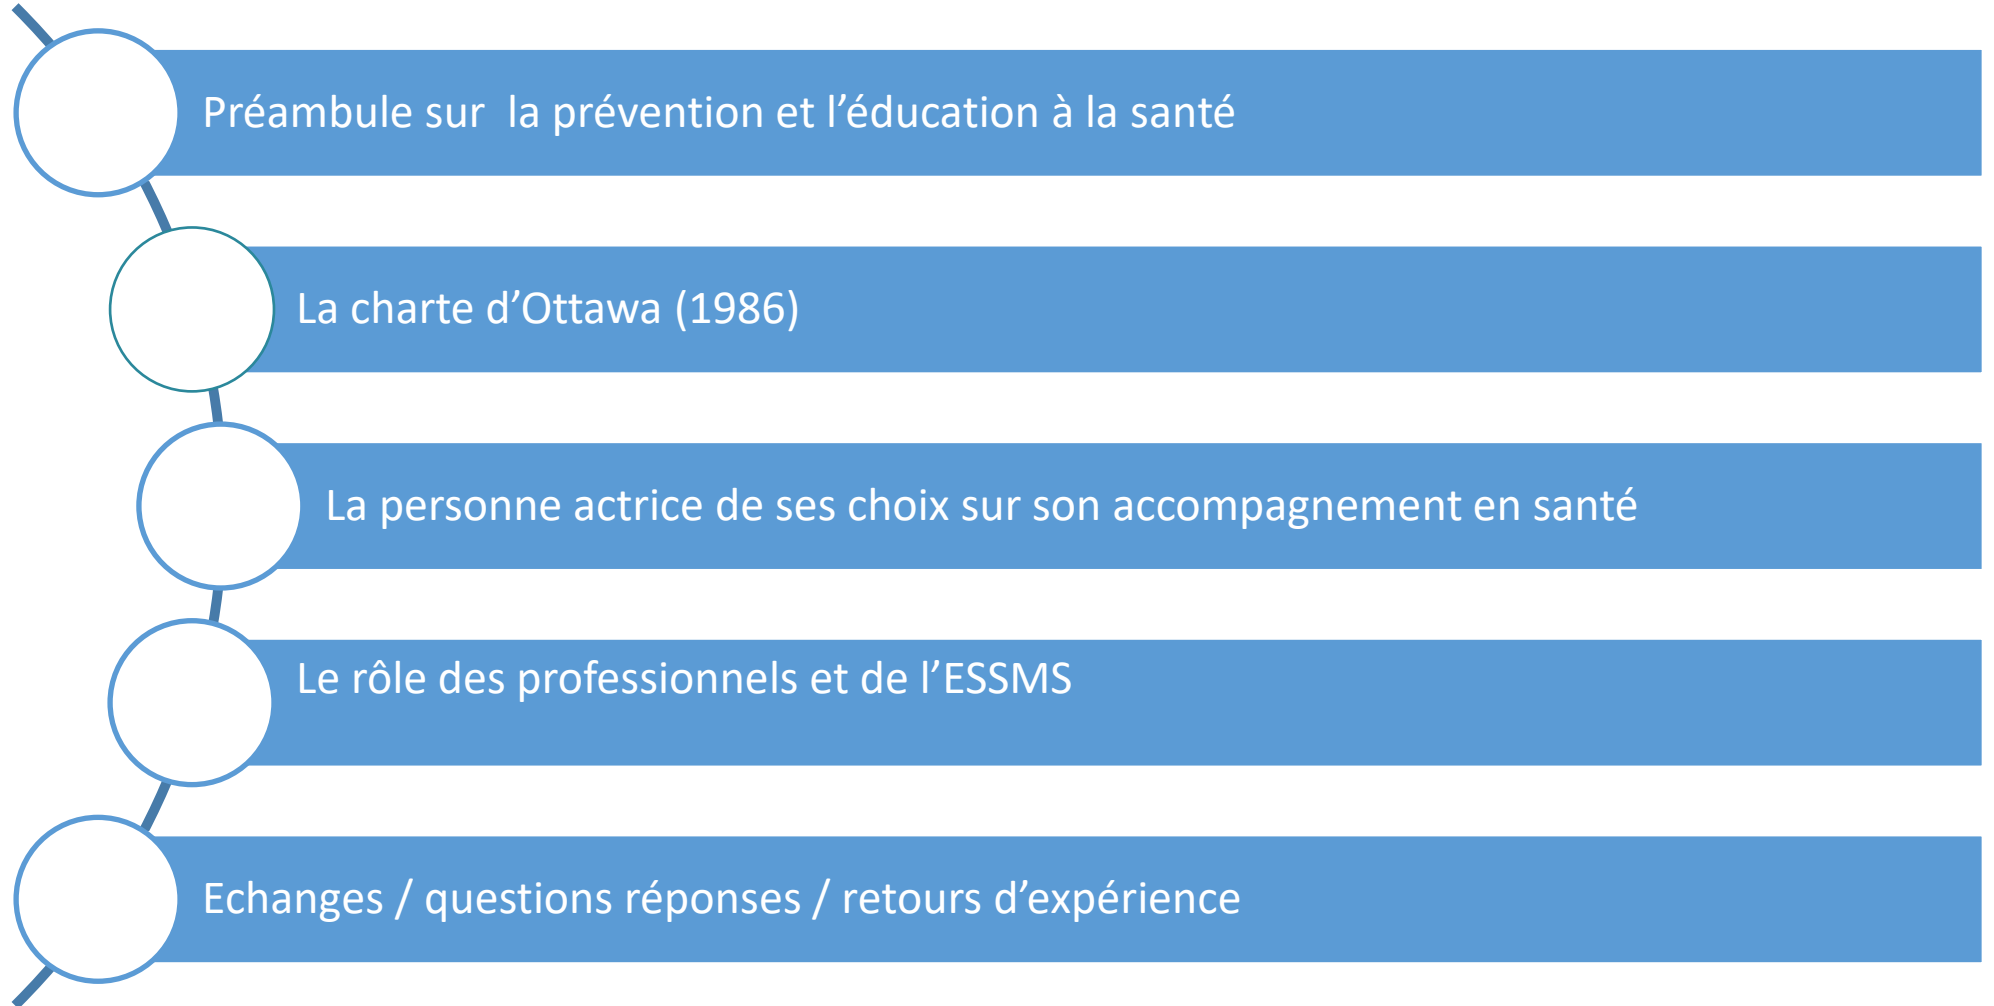 Préambule sur  la prévention et l’éducation à la santé
La charte d’Ottawa (1986)
La personne actrice de ses choix sur son accompagnement en santé
Le rôle des professionnels et de l’ESSMS
Echanges / questions réponses / retours d’expérience